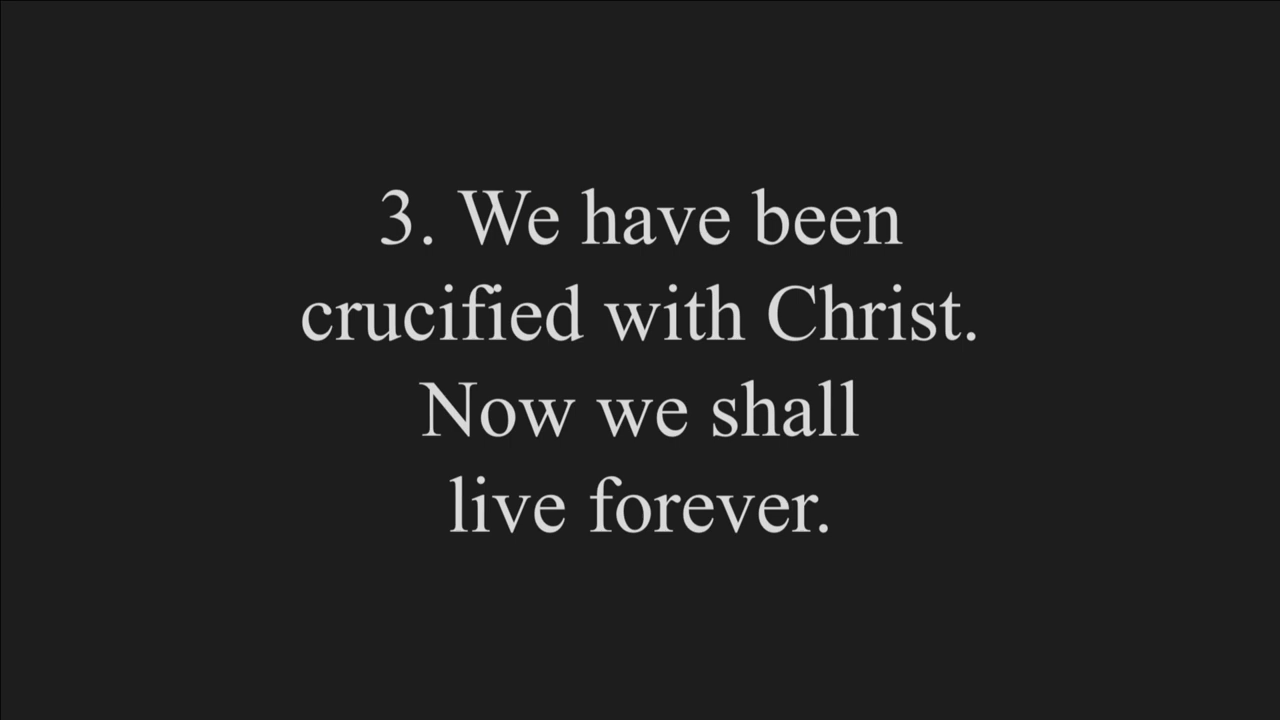 3. We have been
crucified with Christ.
Now we shall
live forever.